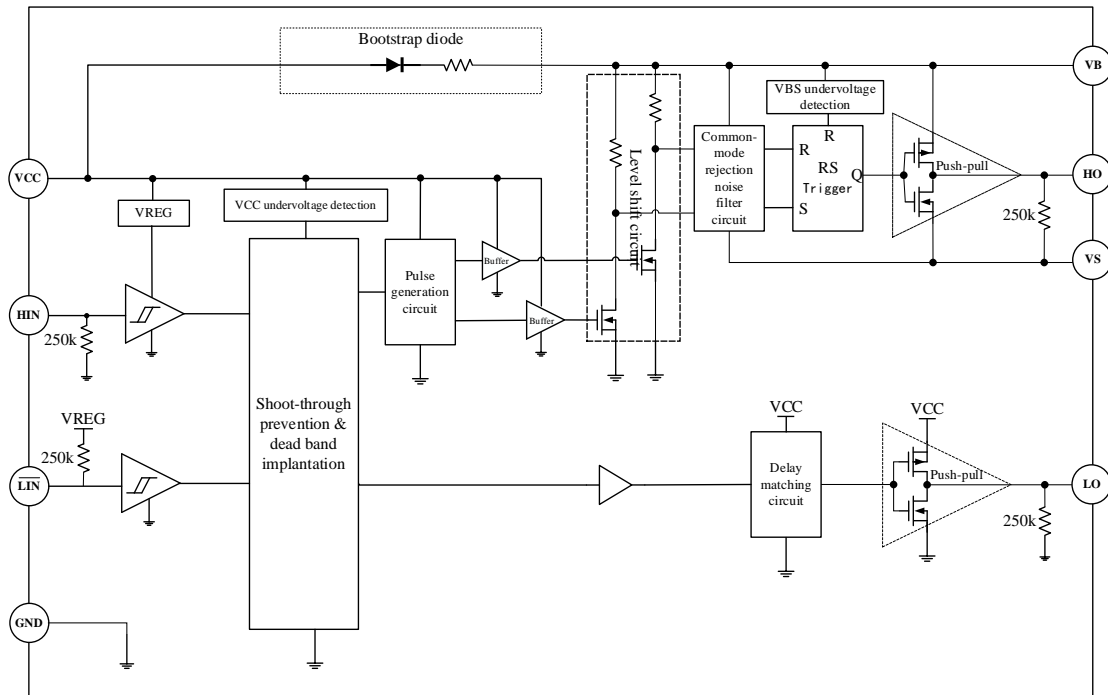 Bootstrap diode
VB
VBS undervoltage
detection
Common-
mode
rejection
noise
filter
circuit
R
R
S
RS
Trigger
Q
Push-pull
HO
250k
VS
Level shift circuit
VCC
VREG
VCC undervoltage detection
Pulse
generation
circuit
Buffer
Buffer
HIN
250k
Shoot-through
prevention &
dead band
implantation
VREG
250k
LIN
VCC
Delay
matching
circuit
VCC
Push-pull
LO
250k
GND